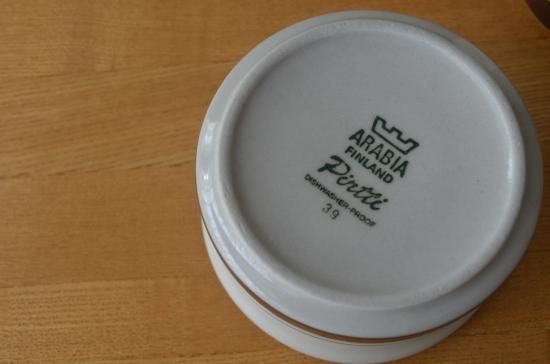 ARABIA
FINLAND
Pirtti
DISHWASHER-PROOF
39